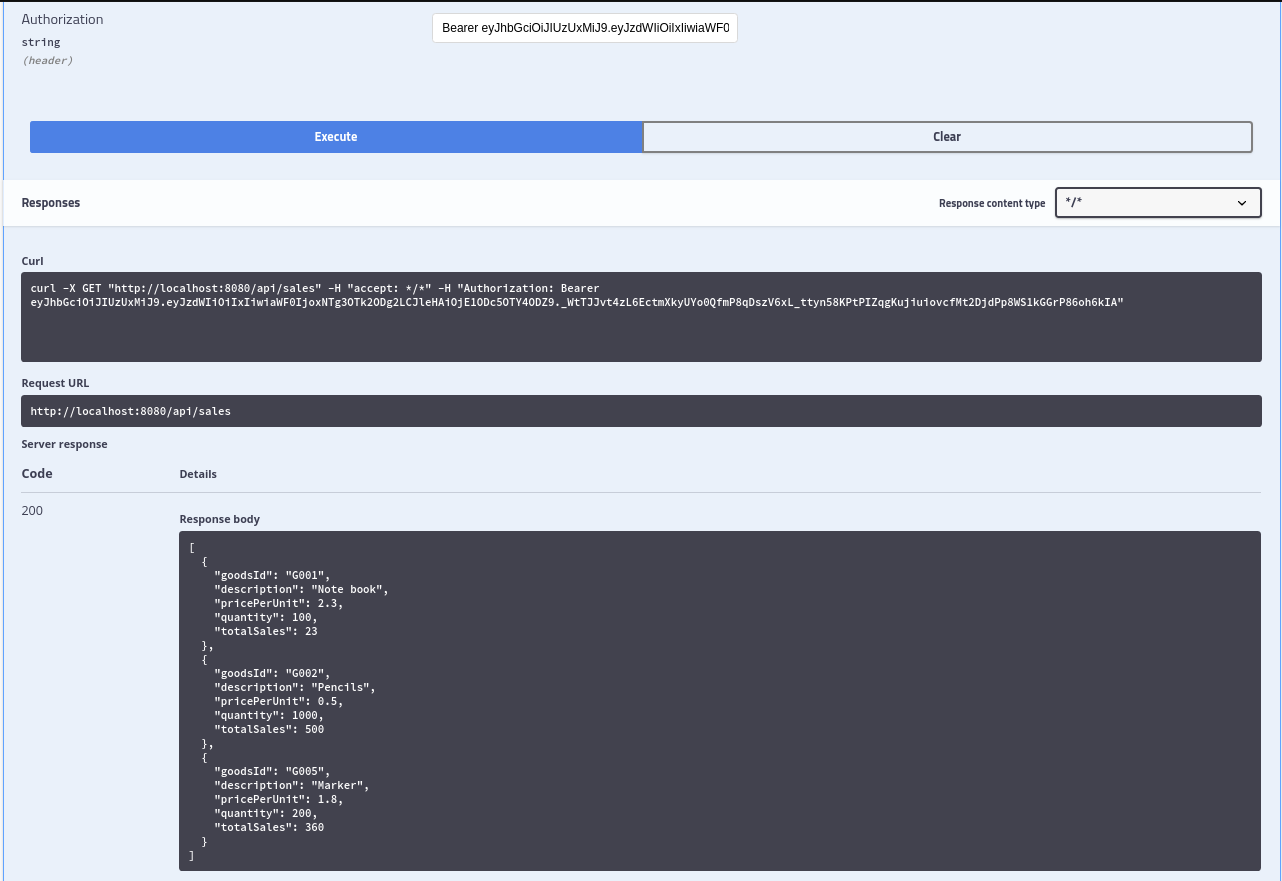 Authorization
string
(header)
Bearer eyJhbGciOiJIUzUxMiJ9.eyJzdWIiOiIxIiwiaWF0
Execute
Clear
Responses
Response content type
*/*
Curl
curl -X GET "http://localhost:8080/api/sales" -H "accept: */*" -H "Authorization: Bearer
eyJhbGciOiJIUzUxMiJ9.eyJzdWIiOiIxIiwiaWF0IjoxNTg3OTk2ODg2LCJleHAiOjE1ODc5OTY4ODZ9._WtTJJvt4zL6EctmXkyUYo0QfmP8qDszV6xL_ttyn58KPtPIZqgKujiuiovcfMt2DjdPp8WS1kGGrP86oh6kIA"
Request URL
http://localhost:8080/api/sales
Server response
Code
Details
200
Response body
[
{
"goodsId": "G001",
"description": "Note book",
"pricePerUnit": 2.3,
"quantity": 100,
"totalSales": 23
},
{
"goodsId": "G002",
"description": "Pencils",
"pricePerUnit": 0.5,
"quantity": 1000,
"totalSales": 500
},
{
"goodsId": "G005",
"description": "Marker",
"pricePerUnit": 1.8,
"quantity": 200,
"totalSales": 360
}
]